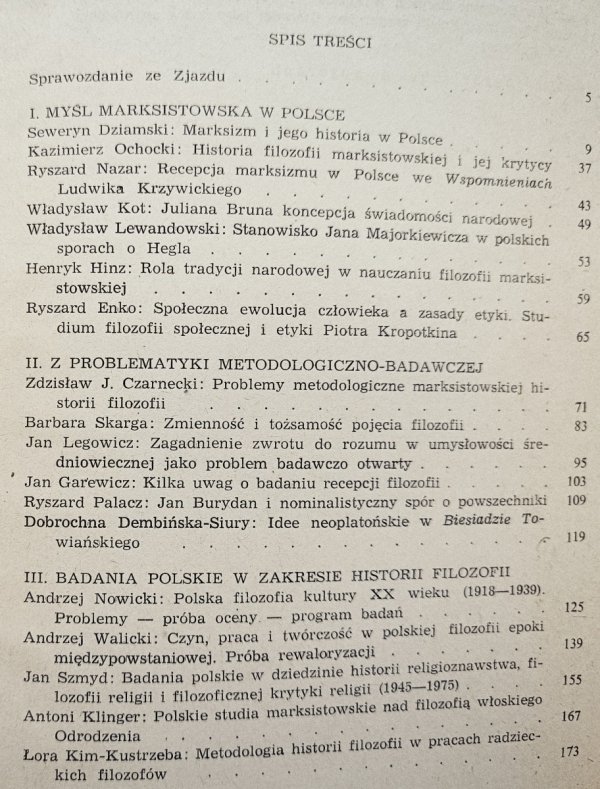 SPIS TREŚCI
Sprawozdanie ze Zjazdu . . . . . . . . . . 5
I. MYŚL MARKSISTOWSKA W POLSCE
Seweryn Dziamski: Marksizm i jego historia w Polsce . . . . 9
Kazimierz Ochocki: Historia filozofii marksistowskiej i jej krytycy 37
Ryszard Nazar: Recepcja marksizmu w Polsce we Wspomnieniach
Ludwika Krzywickiego . . . . . . . . . 43
Władysław Kot: Juliana Bruna koncepcja świadomości narodowej . 49
Władysław Lewandowski: Stanowisko Jana Majorkiewicza w polskich
sporach o Hegla . . . . . . . . . . 53
Henryk Hinz: Rola tradycji narodowej w nauczaniu filozofii marksi-
stowskiej . . . . . . . . . . . 59
Ryszard Enko: Społeczna ewolucja człowieka a zasady etyki. Stu-
dium filozofii społecznej i etyki Piotra Kropotkina . . . . 65
II. Z PROBLEMATYKI METODOLOGICZNO-BADAWCZEJ
Zdzisław J. Czarnecki: Problemy metodologiczne marksistowskiej hi-
storii filozofii . . . . . . . . . . 71
Barbara Skarga: Zmienność i tożsamość pojęcia filozofii . . . 83
Jan Legowicz: Zagadnienie zwrotu do rozumu w umysłowości śre-
dniowiecznej jako problem badawczo otwarty . . . . 95
Jan Garewicz: Kilka uwag o badaniu recepcji filozofii . . . . 103
Ryszard Palacz: Jan Burydan i nominalistyczny spór o powszechniki 109
Dobrochna Dembińska-Siury: Idee neoplatońskie w Biesiadzie To-
wiańskiego . . . . . . . . . . . 119
III. BADANIA POLSKIE W ZAKRESIE HISTORII FILOZOFII
Andrzej Nowicki: Polska filozofia kultury XX wieku (1918—1939).
Problemy — próba oceny — program badań . . . . . 125
Andrzej Walicki: Czyn, praca i twórczość w polskiej filozofii epoki
międzypowstaniowej. Próba rewaloryzacji . . . . . 139
Jan Szmyd: Badania polskie w dziedzinie historii religioznawstwa, fi-
lozofii religii i filozoficznej krytyki religii (1945—1975) . . . 155
Antoni Klinger: Polskie studia marksistowskie nad filozofią włoskiego
Odrodzenia . . . . . . . . . . . 167
Łora Kim-Kustrzeba: Metodologia historii filozofii w pracach radziec-
kich filozofów . . . . . . . . . . 173